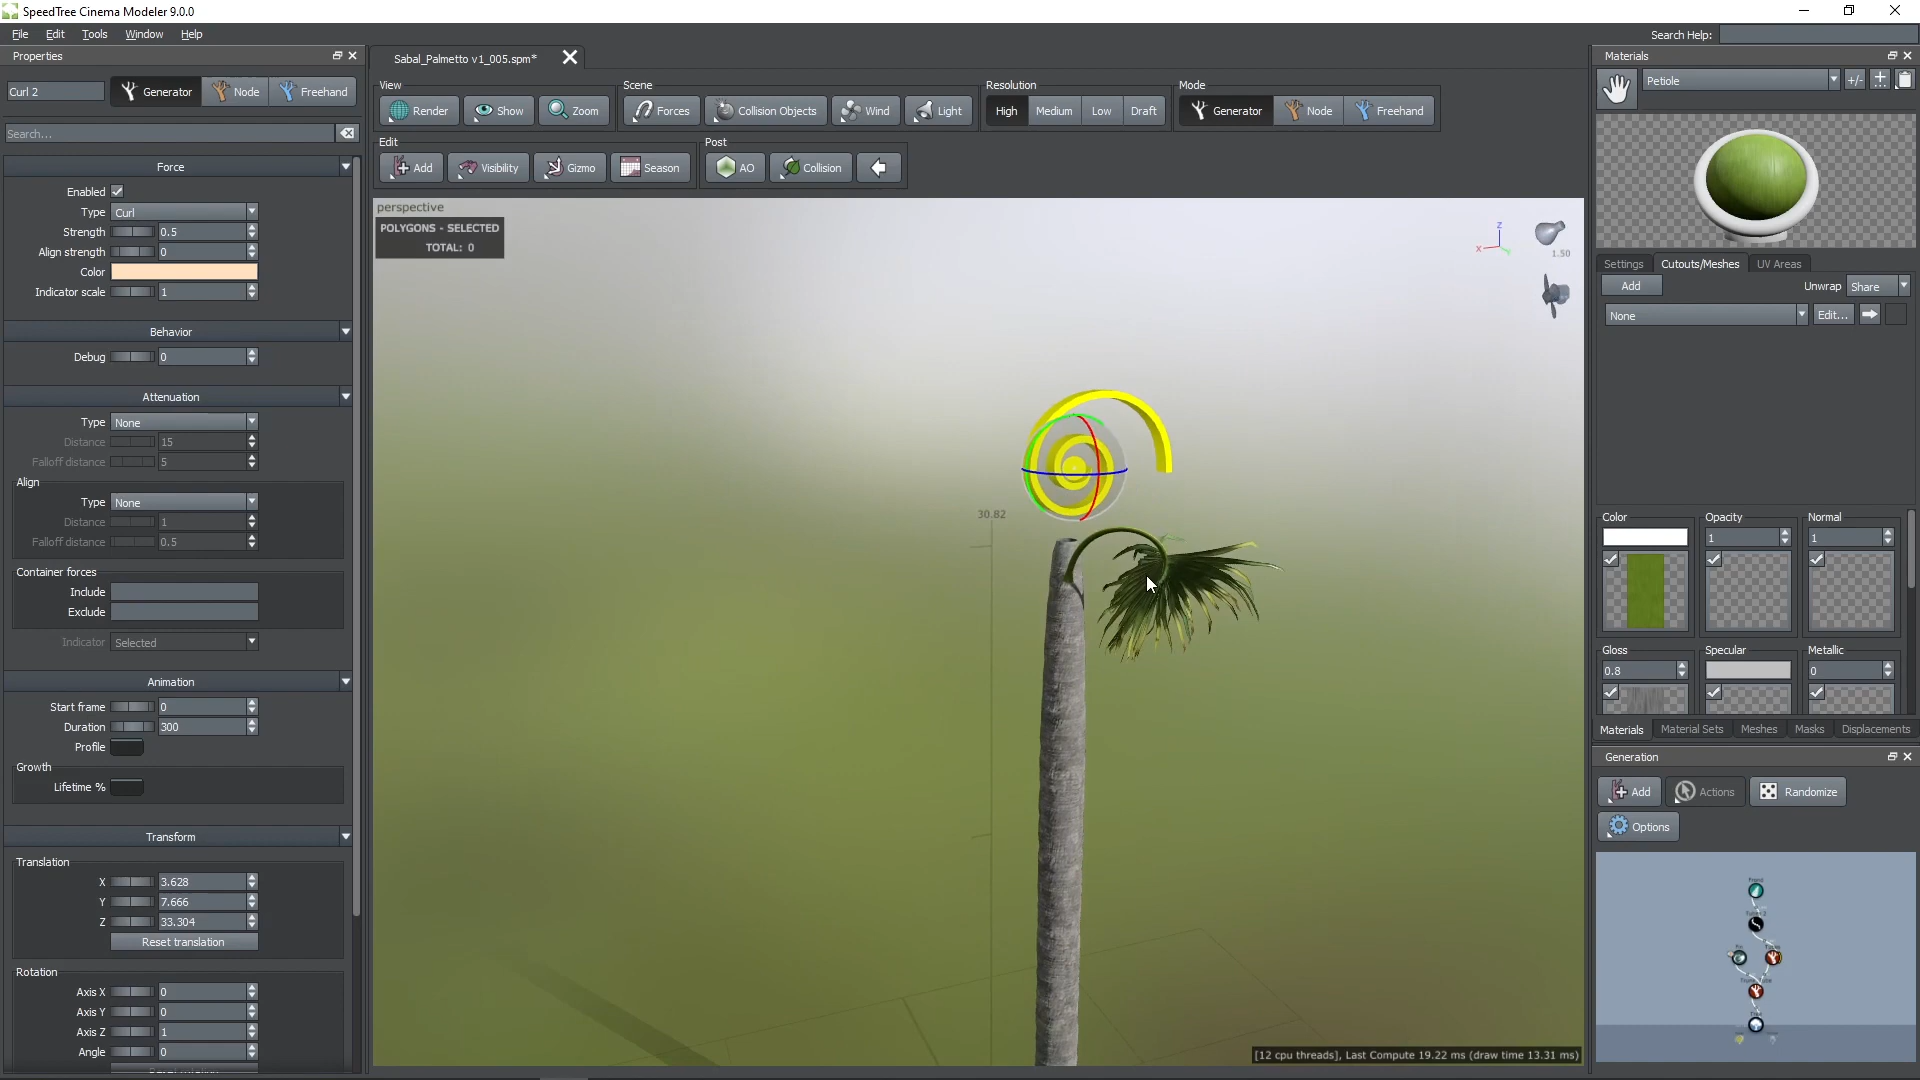 SpeedTree Cinema Modeler 9.0.0
File Edit Tools Window Help
Search Help:
Properties
Curl 2
Generator
Node
Freehand
Search...
Force
Enabled
Type Curl
Strength 0.5
Align strength 0
Color
Indicator scale 1
Behavior
Debug 0
Attenuation
Type None
Distance 15
Falloff distance 5
Align
Type None
Distance 1
Falloff distance 0.5
Container forces
Include
Exclude
Indicator Selected
Animation
Start frame 0
Duration 300
Profile
Growth
Lifetime %
Transform
Translation
X 3.628
Y 7.666
Z 33.304
Reset translation
Rotation
Axis X 0
Axis Y 0
Axis Z 1
Angle 0
Sabal_Palmetto v1_005.spm*
View Scene Resolution Mode
Render Show Zoom Forces Collision Objects Wind Light High Medium Low Draft Generator Node Freehand
Edit Post
Add Visibility Gizmo Season AO Collision
perspective
POLYGONS - SELECTED
TOTAL: 0
Z
X
1.50
30.82
[12 cpu threads], Last Compute 19.22 ms (draw time 13.31 ms)
Materials
Petiole
+/-
Settings Cutouts/Meshes UV Areas
Add Unwrap Share
None Edit...
Color Opacity Normal
1 1
Gloss Specular Metallic
0.8 0
Materials Material Sets Meshes Masks Displacements
Generation
Add Actions Randomize
Options